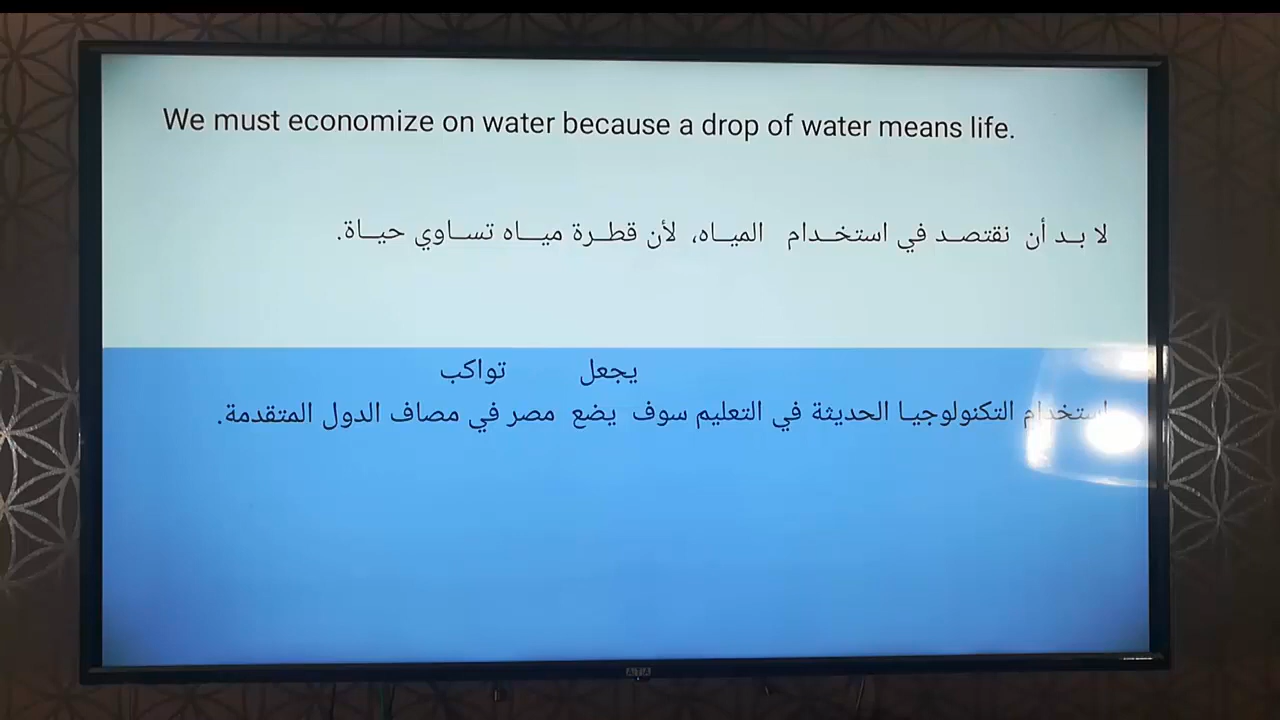 We must economize on water because a drop of water means life.
لا بد أن نقتصد في استخدام المياه، لأن قطرة مياه تساوي حياة.
يجعل تواكب
استخدام التكنولوجيا الحديثة في التعليم سوف يضع مصر في مصاف الدول المتقدمة.
ATA